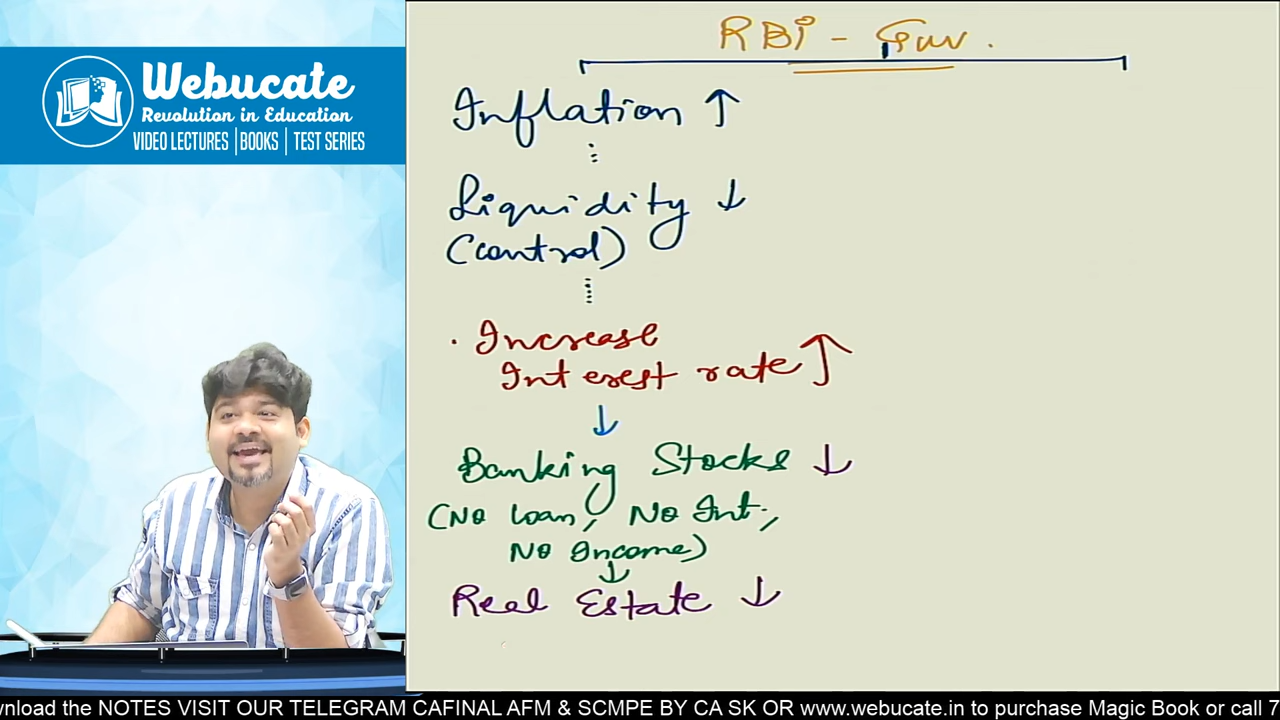 Webucate
Revolution in Education
VIDEO LECTURES | BOOKS | TEST SERIES
RBI - Guv.
Inflation ↑
Liquidity ↓
(control)
. Increase
Interest rate ↑
↓
Banking Stocks ↓
(No loan, No Int.,
No Income)
↓
Real Estate ↓
wnload the NOTES VISIT OUR TELEGRAM CAFINAL AFM & SCMPE BY CA SK OR www.webucate.in to purchase Magic Book or call 7